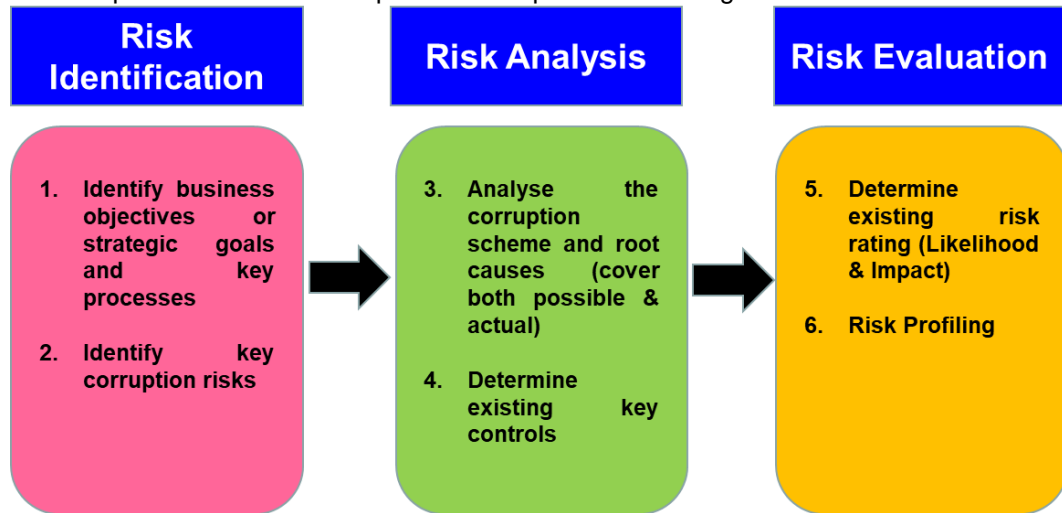 Risk
Identification
1. Identify business
objectives or
strategic goals
and key
processes
2. Identify key
corruption risks
Risk Analysis
3. Analyse the
corruption
scheme and root
causes (cover
both possible &
actual)
4. Determine
existing key
controls
Risk Evaluation
5. Determine
existing risk
rating (Likelihood
& Impact)
6. Risk Profiling